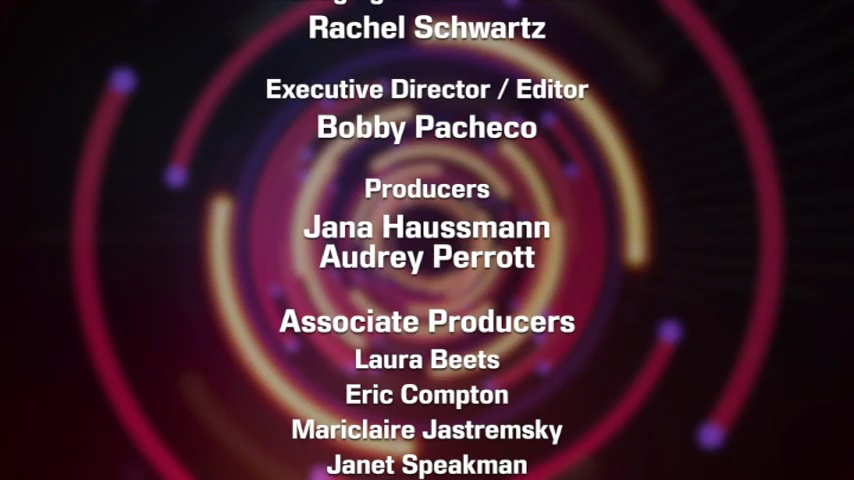 Rachel Schwartz
Executive Director / Editor
Bobby Pacheco
Producers
Jana Haussmann
Audrey Perrott
Associate Producers
Laura Beets
Eric Compton
Mariclaire Jastremsky
Janet Speakman